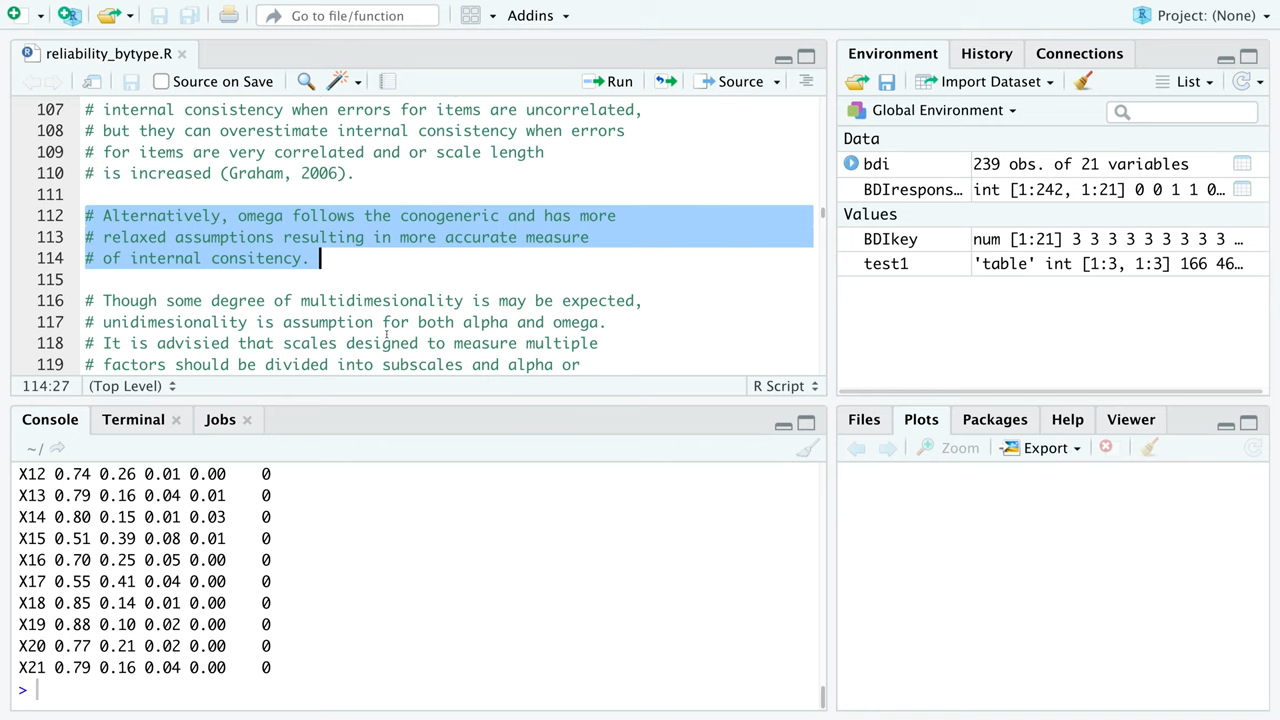 Go to file/function
Addins
Project: (None)
reliability_bytype.R
Source on Save
Run
Source
107 # internal consistency when errors for items are uncorrelated,
108 # but they can overestimate internal consistency when errors
109 # for items are very correlated and or scale length
110 # is increased (Graham, 2006).
111
112 # Alternatively, omega follows the conogeneric and has more
113 # relaxed assumptions resulting in more accurate measure
114 # of internal consitency.
115
116 # Though some degree of multidimesionality is may be expected,
117 # unidimesionality is assumption for both alpha and omega.
118 # It is advisied that scales designed to measure multiple
119 # factors should be divided into subscales and alpha or
114:27 (Top Level) R Script
Console Terminal Jobs
~/
X12 0.74 0.26 0.01 0.00 0
X13 0.79 0.16 0.04 0.01 0
X14 0.80 0.15 0.01 0.03 0
X15 0.51 0.39 0.08 0.01 0
X16 0.70 0.25 0.05 0.00 0
X17 0.55 0.41 0.04 0.00 0
X18 0.85 0.14 0.01 0.00 0
X19 0.88 0.10 0.02 0.00 0
X20 0.77 0.21 0.02 0.00 0
X21 0.79 0.16 0.04 0.00 0
>
Environment History Connections
Import Dataset List
Global Environment
Data
bdi 239 obs. of 21 variables
BDIrespons… int [1:242, 1:21] 0 0 1 1 0…
Values
BDIkey num [1:21] 3 3 3 3 3 3 3 3 …
test1 'table' int [1:3, 1:3] 166 46…
Files Plots Packages Help Viewer
Zoom Export